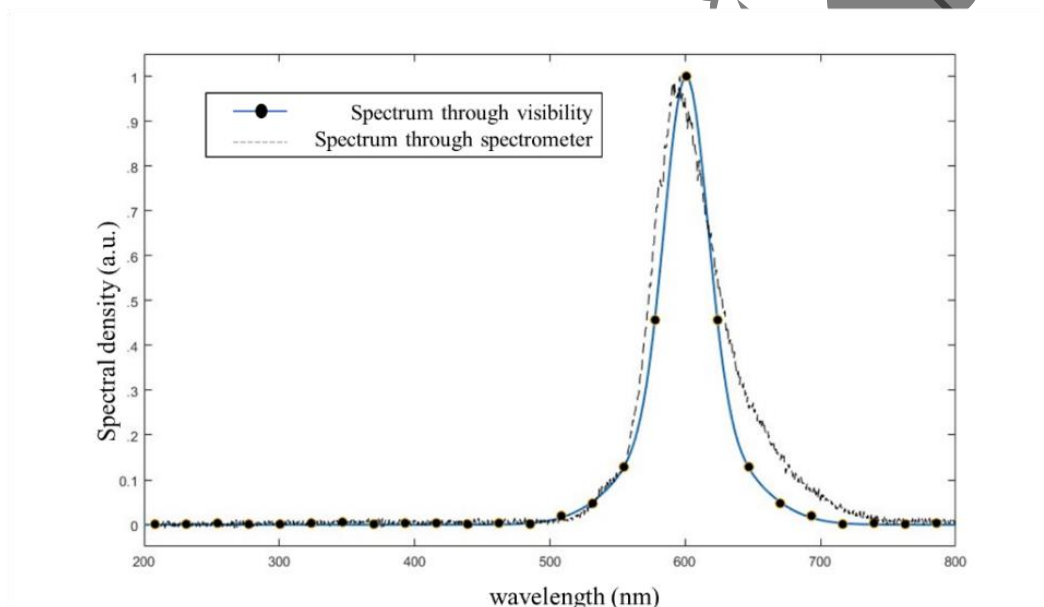 1
.9
.8
.7
.6
.5
.4
.3
.2
0.1
0
Spectral density (a.u.)
Spectrum through visibility
Spectrum through spectrometer
200 300 400 500 600 700 800
wavelength (nm)